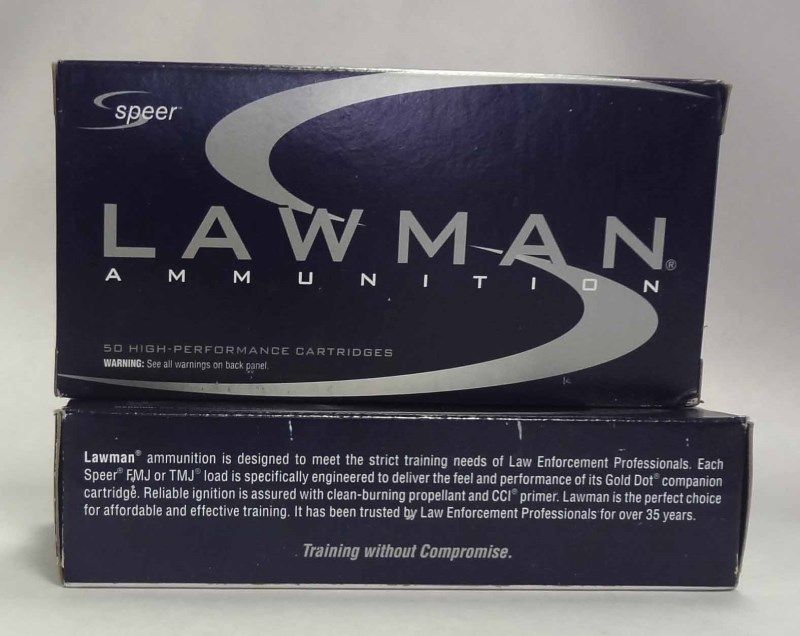 speer™
LAWMAN®
AMMUNITION
50 HIGH-PERFORMANCE CARTRIDGES
WARNING: See all warnings on back panel.
Lawman® ammunition is designed to meet the strict training needs of Law Enforcement Professionals. Each
Speer® FMJ or TMJ® load is specifically engineered to deliver the feel and performance of its Gold Dot® companion
cartridge. Reliable ignition is assured with clean-burning propellant and CCI® primer. Lawman is the perfect choice
for affordable and effective training. It has been trusted by Law Enforcement Professionals for over 35 years.
Training without Compromise.